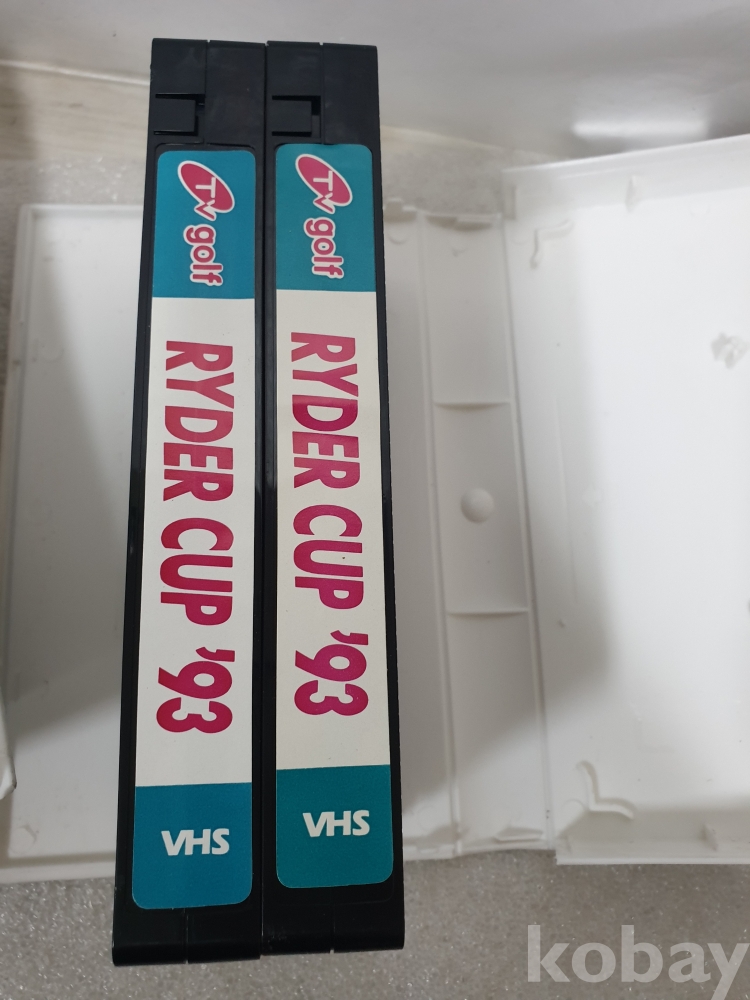 TV golf
RYDER CUP '93
VHS
TV golf
RYDER CUP '93
VHS
kobay